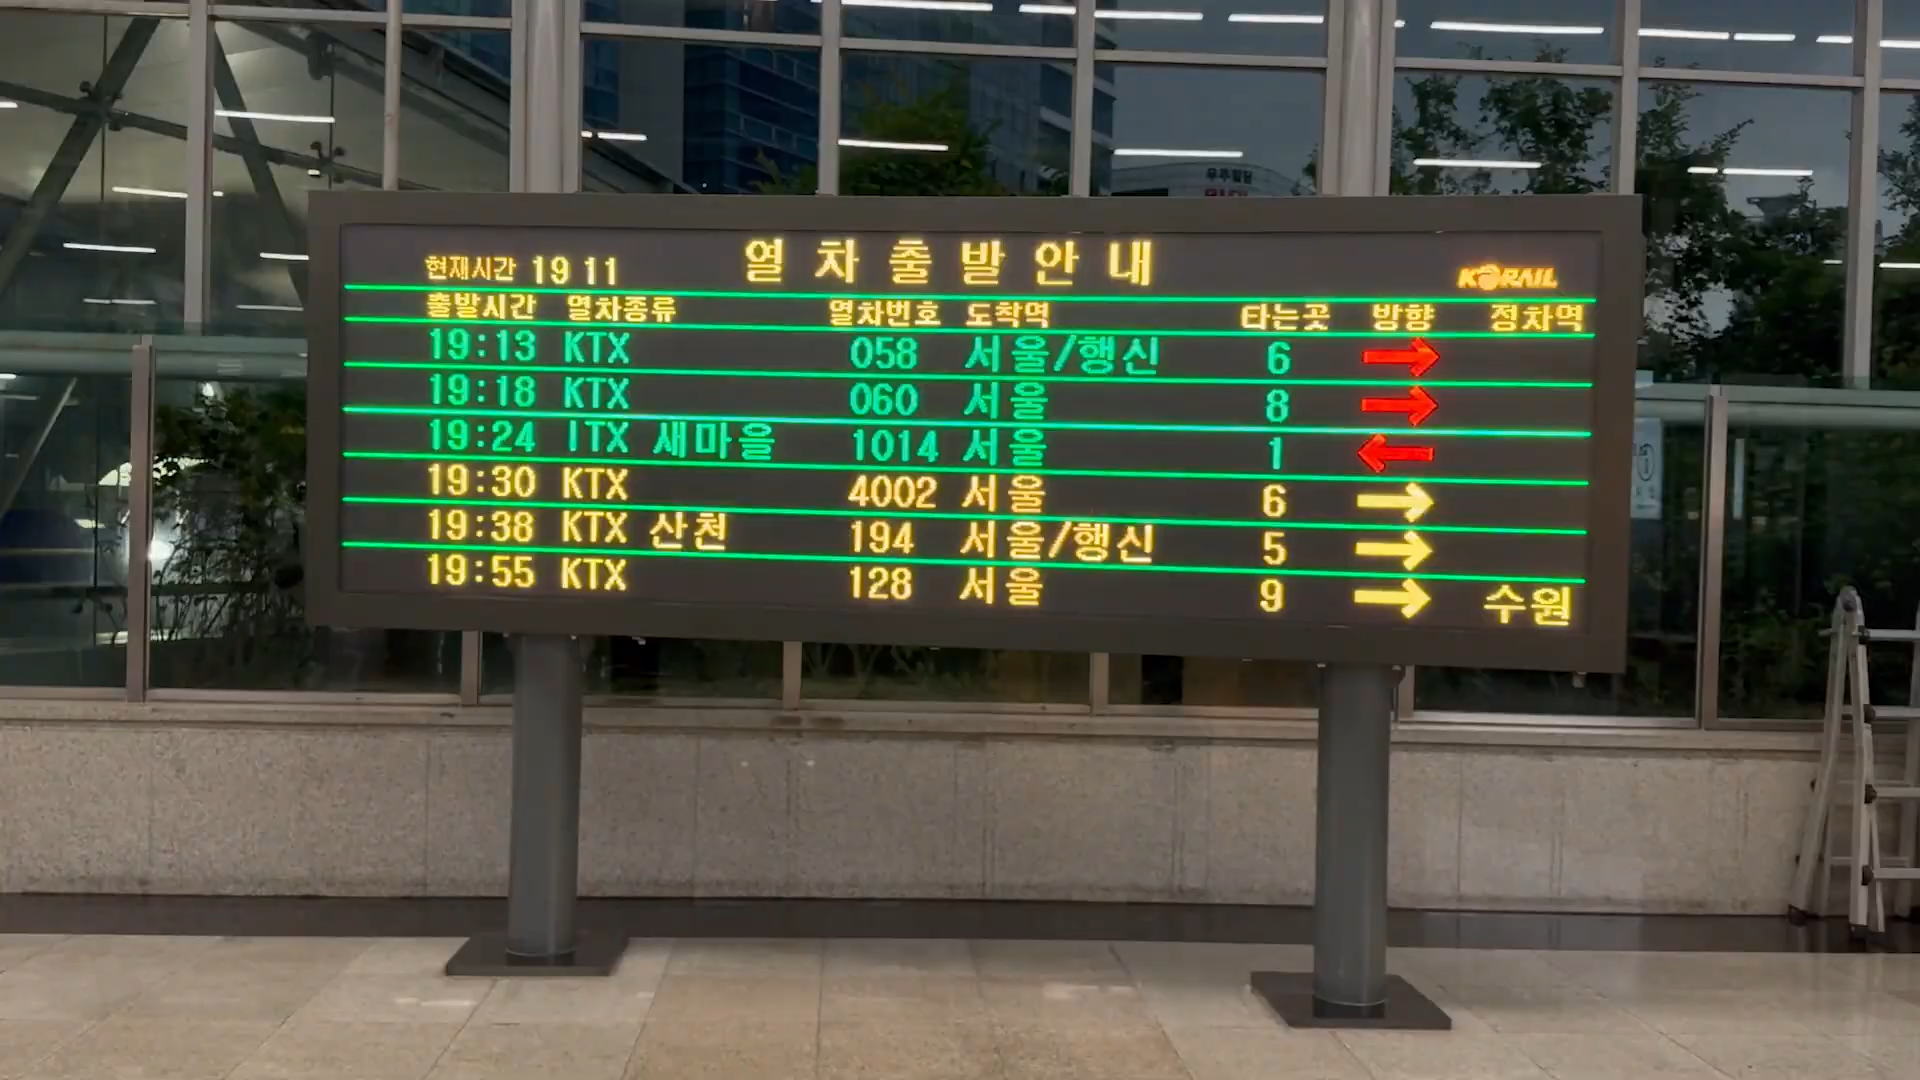 우주빌딩
현재시간 19 11 열차출발안내 KORAIL
출발시간 열차종류 열차번호 도착역 타는곳 방향 정차역
19:13 KTX 058 서울/행신 6 →
19:18 KTX 060 서울 8 →
19:24 ITX 새마을 1014 서울 1 ←
19:30 KTX 4002 서울 6 →
19:38 KTX 산천 194 서울/행신 5 →
19:55 KTX 128 서울 9 → 수원